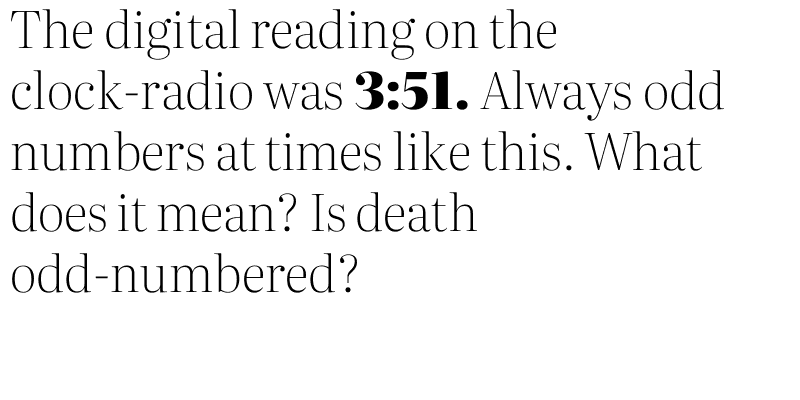 The digital reading on the
clock-radio was 3:51. Always odd
numbers at times like this. What
does it mean? Is death
odd-numbered?